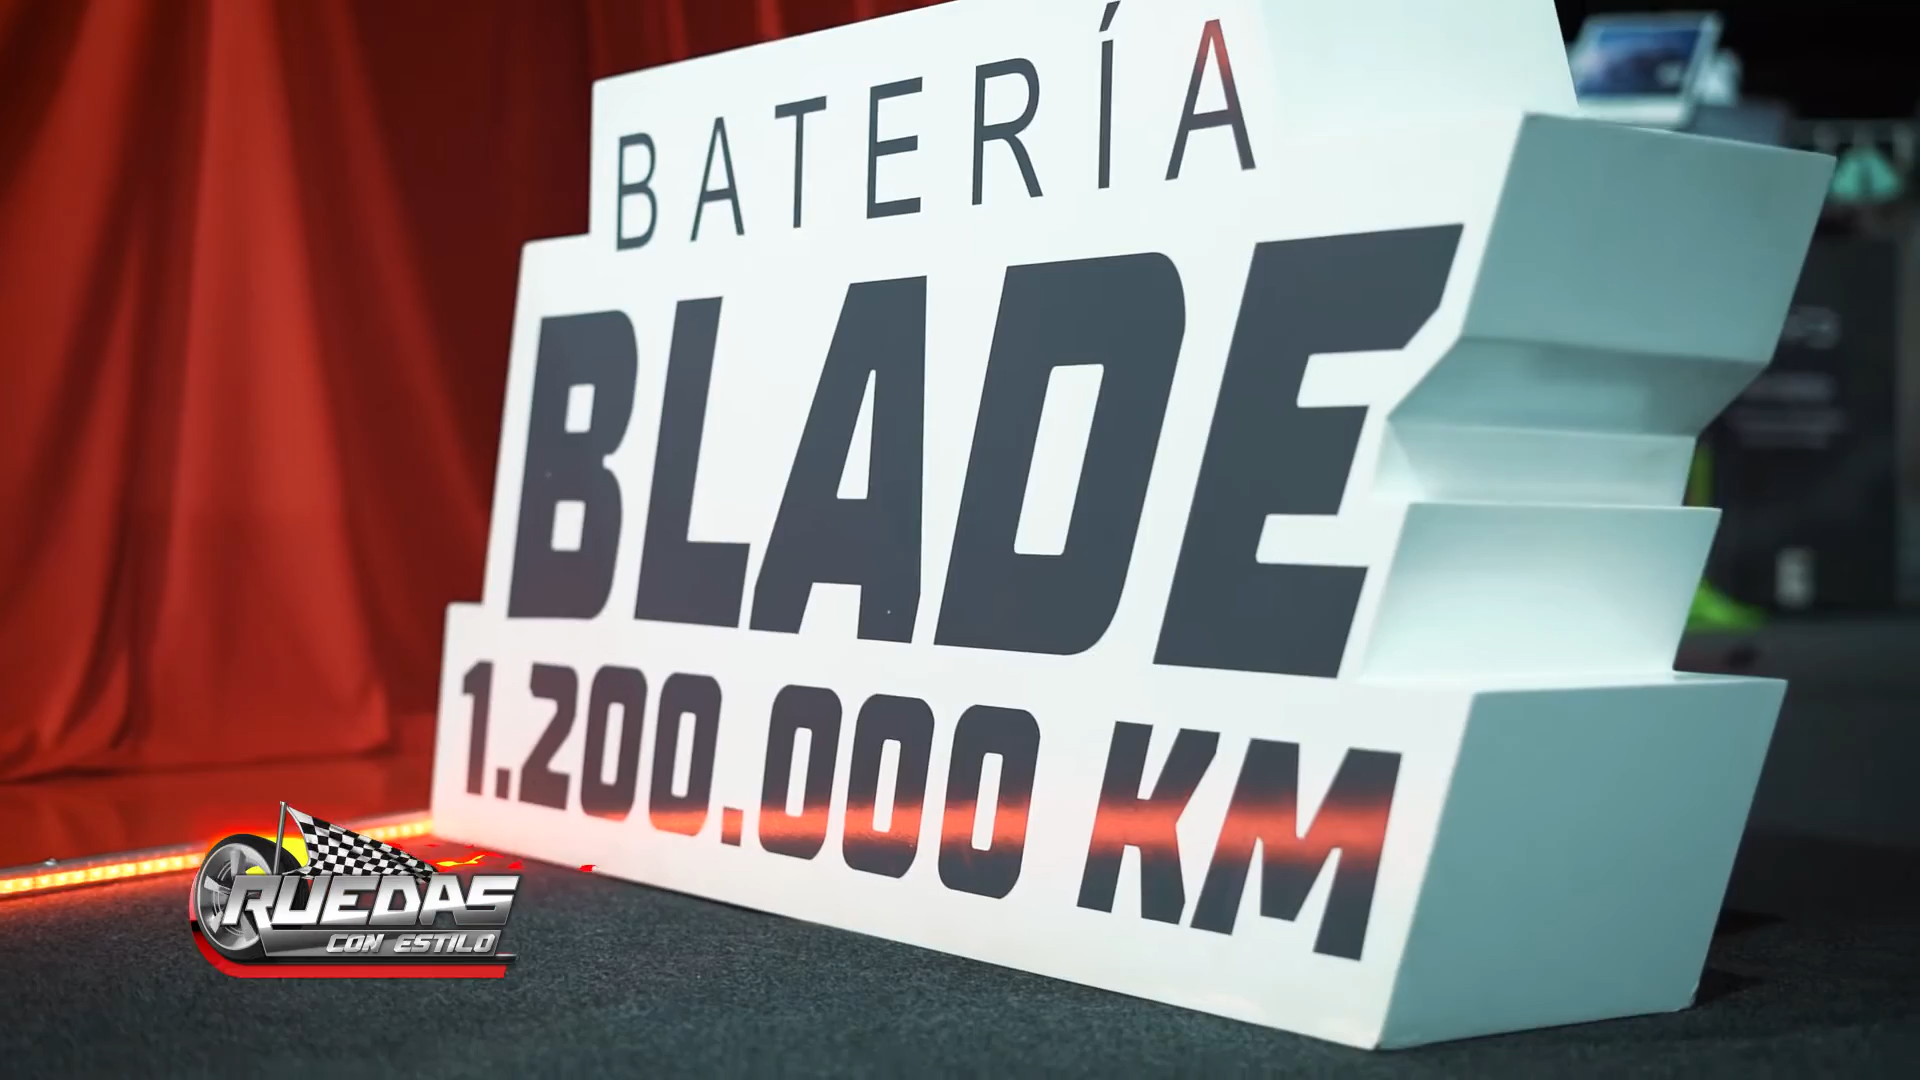 BATERÍA
BLADE
1.200.000 KM
RUEDAS
CON ESTILO